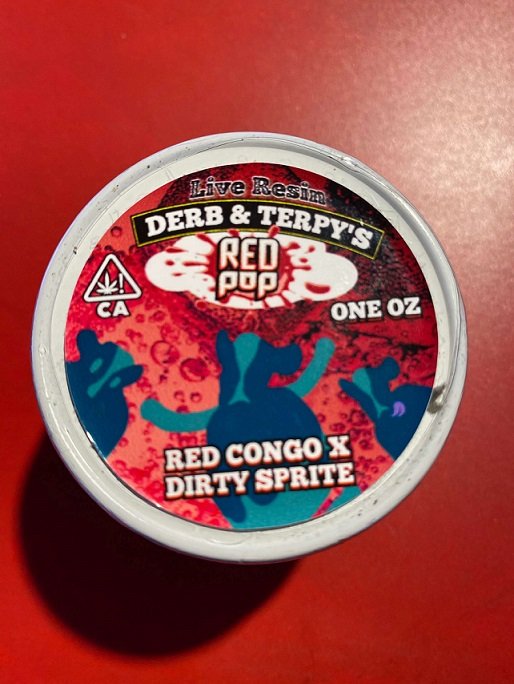 Live Resin
DERB & TERPY'S
RED
POP
CA
ONE OZ
RED CONGO X
DIRTY SPRITE